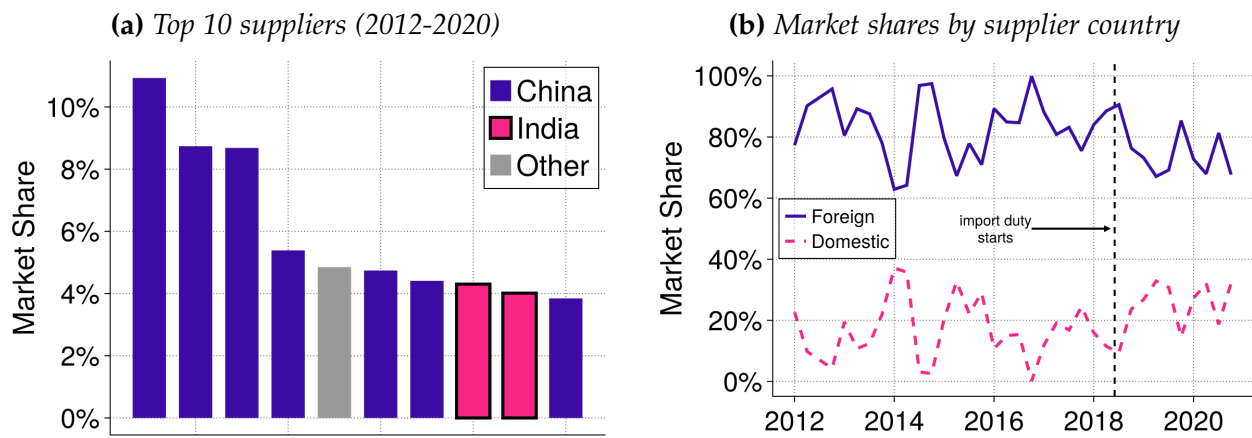 (a) Top 10 suppliers (2012-2020)
Market Share
10%
8%
6%
4%
2%
0%
China
India
Other
(b) Market shares by supplier country
Market Share
100%
80%
60%
40%
20%
0%
Foreign
Domestic
import duty
starts
2012 2014 2016 2018 2020